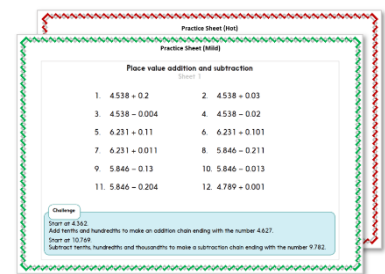 Practice Sheet (Hot)
Practice Sheet (Mild)
Place value addition and subtraction
Sheet 1
1. 4.538 + 0.2 2. 4.538 + 0.03
3. 4.538 – 0.004 4. 4.538 – 0.02
5. 6.231 + 0.11 6. 6.231 + 0.101
7. 6.231 + 0.011 8. 5.846 – 0.211
9. 5.846 – 0.13 10. 5.846 – 0.013
11. 5.846 – 0.204 12. 4.789 + 0.001
Challenge
Start at 4.362.
Add tenths and hundredths to make an addition chain ending with the number 4.627.
Start at 10.769.
Subtract tenths, hundredths and thousandths to make a subtraction chain ending with the number 9.782.